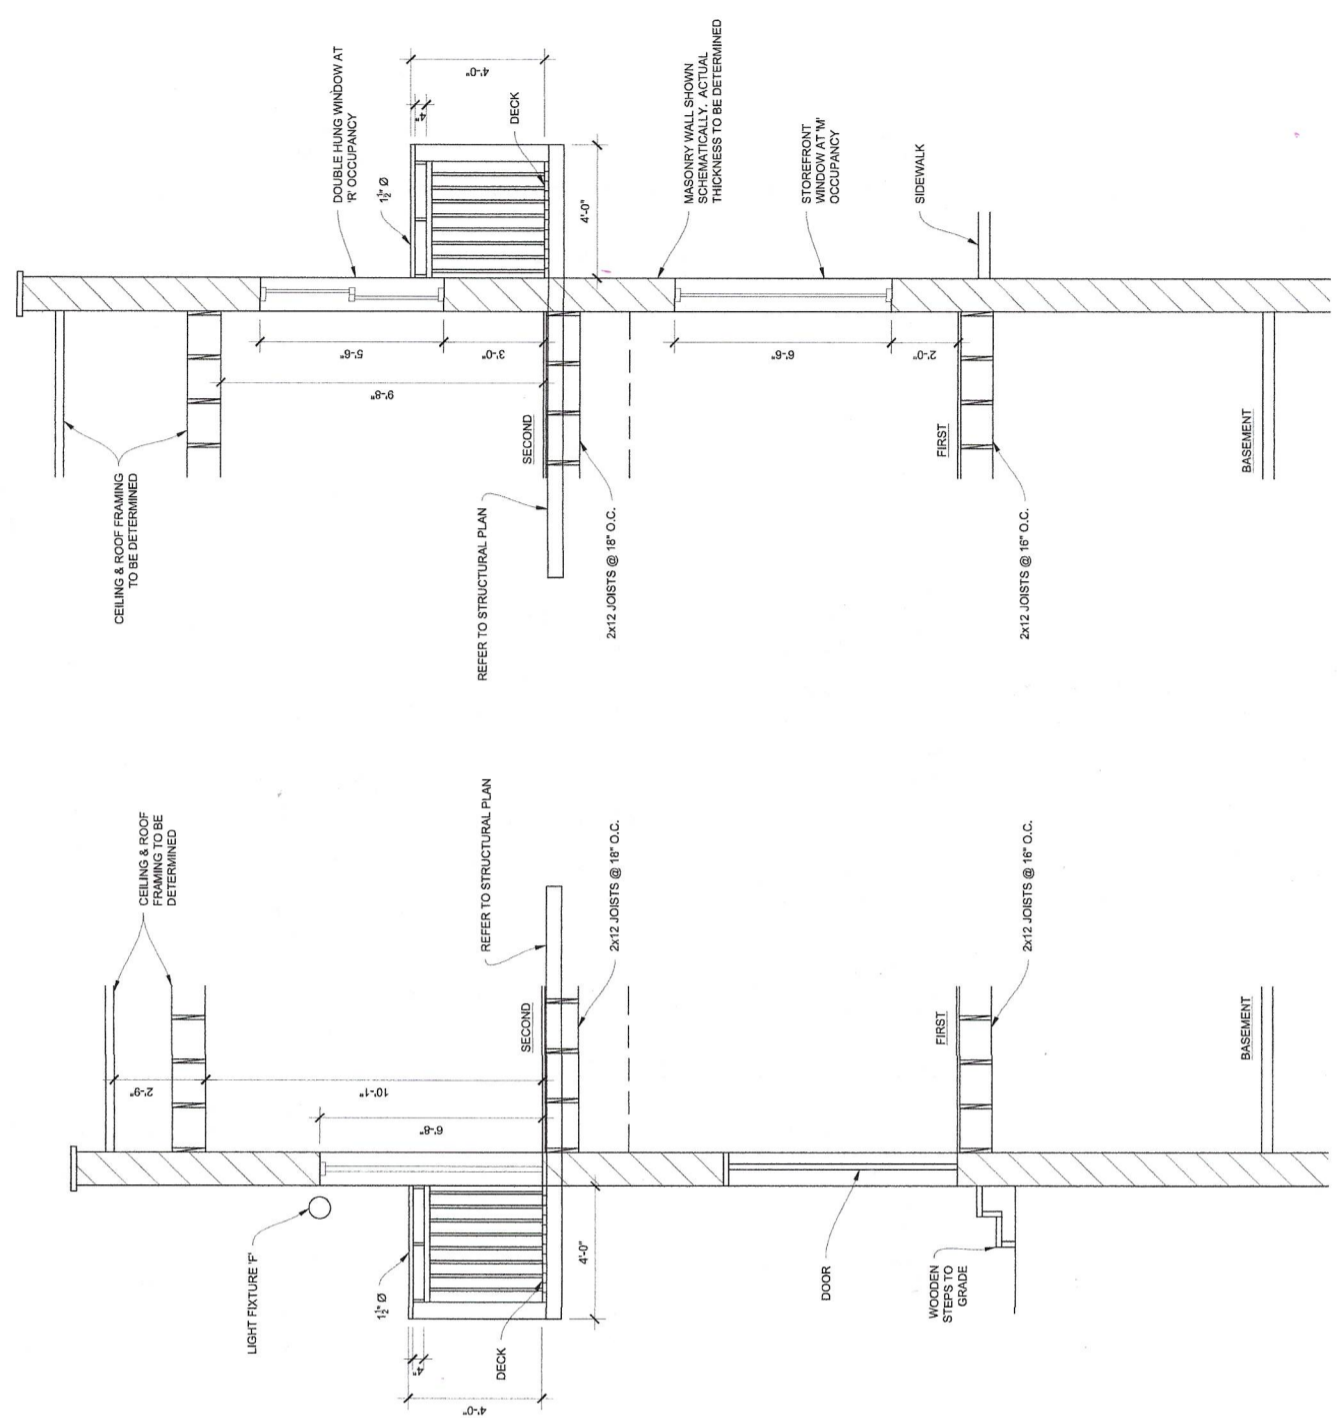 DOUBLE HUNG WINDOW AT
'R' OCCUPANCY
1½" Ø
4'-0"
4"
DECK
MASONRY WALL SHOWN
SCHEMATICALLY. ACTUAL
THICKNESS TO BE DETERMINED
4'-0"
STOREFRONT
WINDOW AT 'M'
OCCUPANCY
SIDEWALK
5'-6"
3'-0"
9'-8"
6'-6"
2'-0"
CEILING & ROOF FRAMING
TO BE DETERMINED
SECOND
FIRST
BASEMENT
REFER TO STRUCTURAL PLAN
2x12 JOISTS @ 18" O.C.
2x12 JOISTS @ 16" O.C.
CEILING & ROOF
FRAMING TO BE
DETERMINED
REFER TO STRUCTURAL PLAN
2x12 JOISTS @ 18" O.C.
2x12 JOISTS @ 16" O.C.
SECOND
FIRST
BASEMENT
2'-9"
10'-1"
6'-8"
LIGHT FIXTURE 'F'
1½" Ø
4'-0"
DOOR
WOODEN
STEPS TO
GRADE
DECK
4"
4'-0"